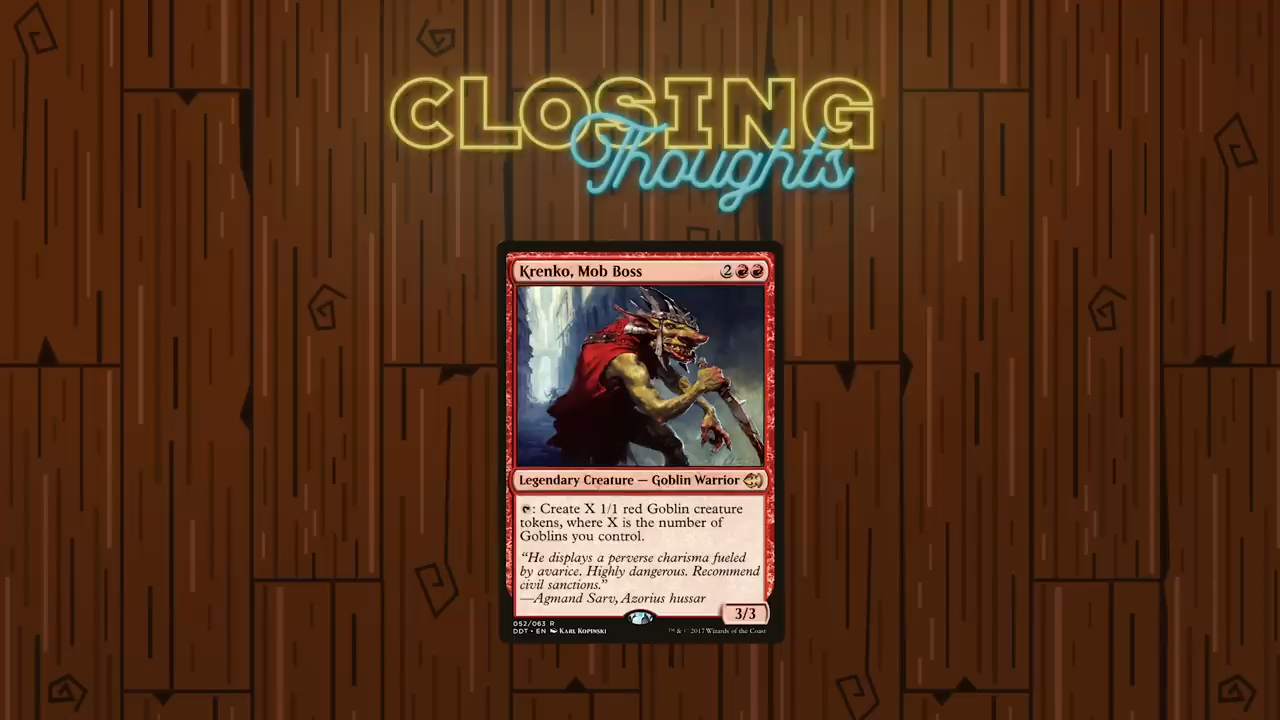 CLOSING
Thoughts
Krenko, Mob Boss 2
Legendary Creature — Goblin Warrior
: Create X 1/1 red Goblin creature
tokens, where X is the number of
Goblins you control.
“He displays a perverse charisma fueled
by avarice. Highly dangerous. Recommend
civil sanctions.”
—Agmand Sarv, Azorius hussar
3/3
052/063 R
DDT • EN KARL KOPINSKI
™ & © 2017 Wizards of the Coast